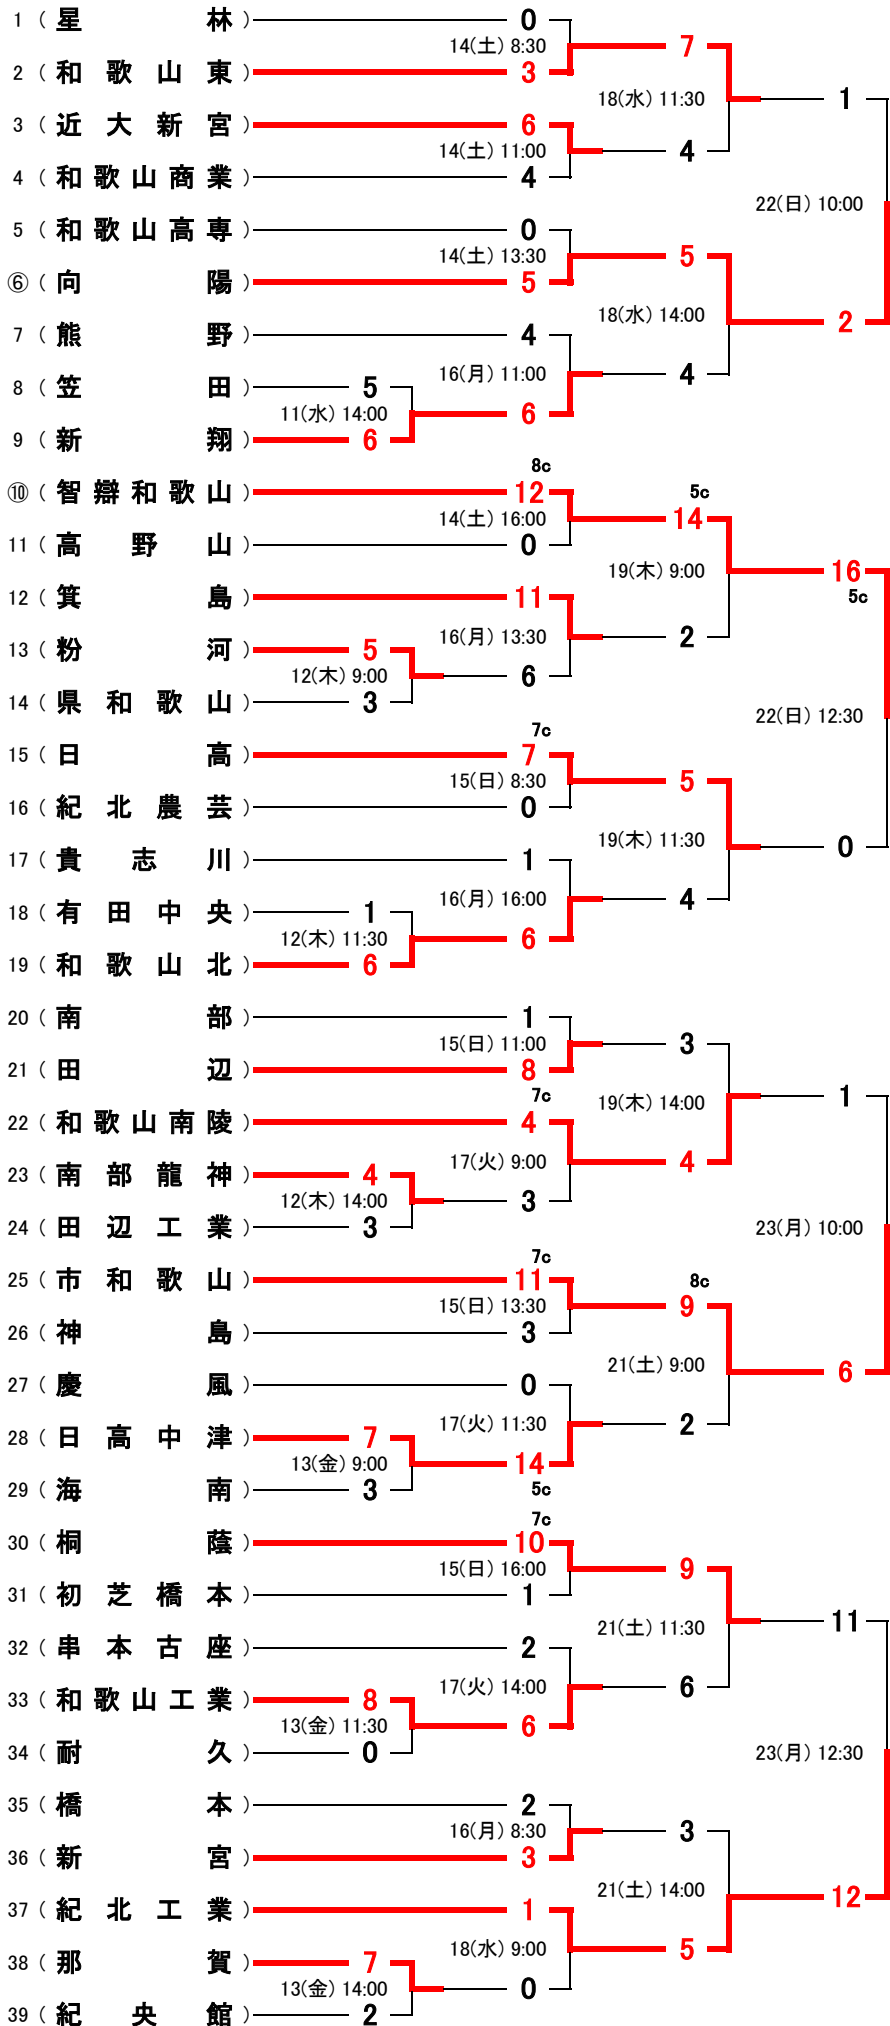 1 ( 星 林 ) 0
14(土) 8:30 7
2 ( 和 歌 山 東 ) 3
18(水) 11:30 1
3 ( 近 大 新 宮 ) 6
14(土) 11:00 4
4 ( 和 歌 山 商 業 ) 4
22(日) 10:00
5 ( 和 歌 山 高 専 ) 0
14(土) 13:30 5
⑥ ( 向 陽 ) 5
18(水) 14:00 2
7 ( 熊 野 ) 4
16(月) 11:00 4
8 ( 笠 田 ) 5
11(水) 14:00 6
9 ( 新 翔 ) 6
8c
⑩ ( 智 辯 和 歌 山 ) 12 5c
14(土) 16:00 14
11 ( 高 野 山 ) 0
19(木) 9:00 16
12 ( 箕 島 ) 11 5c
16(月) 13:30 2
13 ( 粉 河 ) 5
12(木) 9:00 6
14 ( 県 和 歌 山 ) 3
22(日) 12:30
7c
15 ( 日 高 ) 7
15(日) 8:30 5
16 ( 紀 北 農 芸 ) 0
19(木) 11:30 0
17 ( 貴 志 川 ) 1
16(月) 16:00 4
18 ( 有 田 中 央 ) 1
12(木) 11:30 6
19 ( 和 歌 山 北 ) 6
20 ( 南 部 ) 1
15(日) 11:00 3
21 ( 田 辺 ) 8
7c
19(木) 14:00 1
22 ( 和 歌 山 南 陵 ) 4
17(火) 9:00 4
23 ( 南 部 龍 神 ) 4
12(木) 14:00 3
24 ( 田 辺 工 業 ) 3
23(月) 10:00
7c
25 ( 市 和 歌 山 ) 11 8c
15(日) 13:30 9
26 ( 神 島 ) 3
21(土) 9:00 6
27 ( 慶 風 ) 0
17(火) 11:30 2
28 ( 日 高 中 津 ) 7
13(金) 9:00 14
29 ( 海 南 ) 3 5c
7c
30 ( 桐 蔭 ) 10
15(日) 16:00 9
31 ( 初 芝 橋 本 ) 1
21(土) 11:30 11
32 ( 串 本 古 座 ) 2
17(火) 14:00 6
33 ( 和 歌 山 工 業 ) 8
13(金) 11:30 6
34 ( 耐 久 ) 0
23(月) 12:30
35 ( 橋 本 ) 2
16(月) 8:30 3
36 ( 新 宮 ) 3
21(土) 14:00 12
37 ( 紀 北 工 業 ) 1
18(水) 9:00 5
38 ( 那 賀 ) 7
13(金) 14:00 0
39 ( 紀 央 館 ) 2